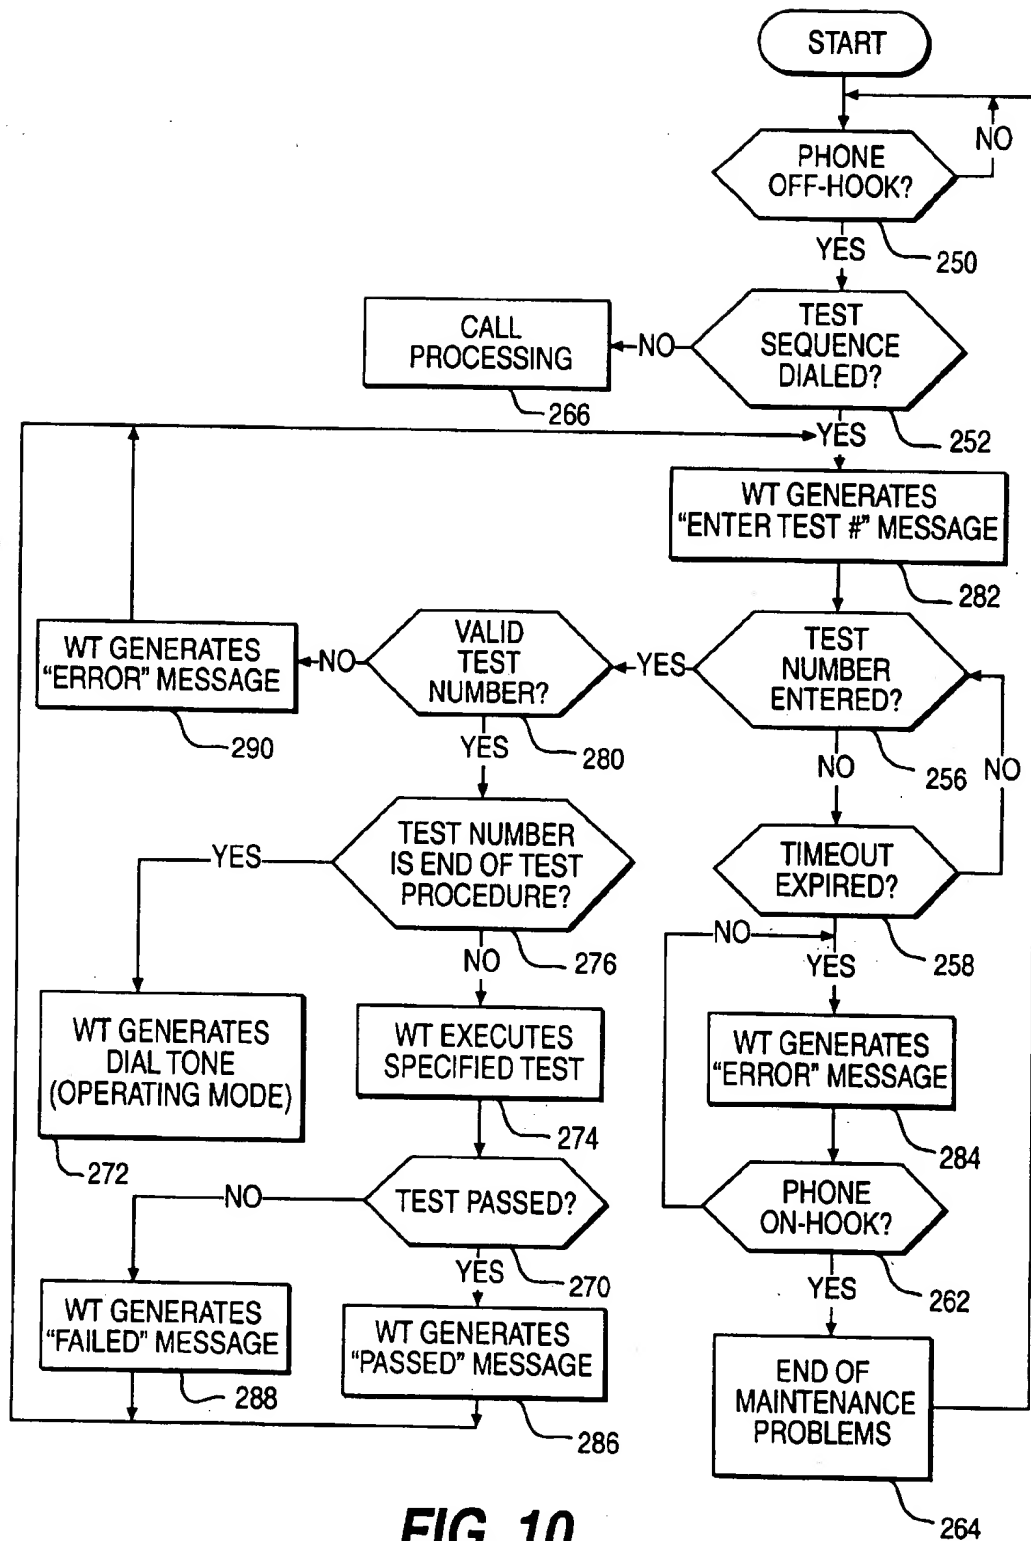 START
NO
PHONE
OFF-HOOK?
YES
250
TEST
SEQUENCE
DIALED?
NO
CALL
PROCESSING
266
252
YES
WT GENERATES
“ENTER TEST #” MESSAGE
282
TEST
NUMBER
ENTERED?
YES
VALID
TEST
NUMBER?
NO
WT GENERATES
“ERROR” MESSAGE
290
YES
280
NO
256
NO
TEST NUMBER
IS END OF TEST
PROCEDURE?
YES
TIMEOUT
EXPIRED?
NO
276
NO
YES
258
WT GENERATES
DIAL TONE
(OPERATING MODE)
272
WT EXECUTES
SPECIFIED TEST
274
WT GENERATES
“ERROR” MESSAGE
284
TEST PASSED?
NO
YES
270
PHONE
ON-HOOK?
YES
262
WT GENERATES
“FAILED” MESSAGE
288
WT GENERATES
“PASSED” MESSAGE
286
END OF
MAINTENANCE
PROBLEMS
264
FIG. 10